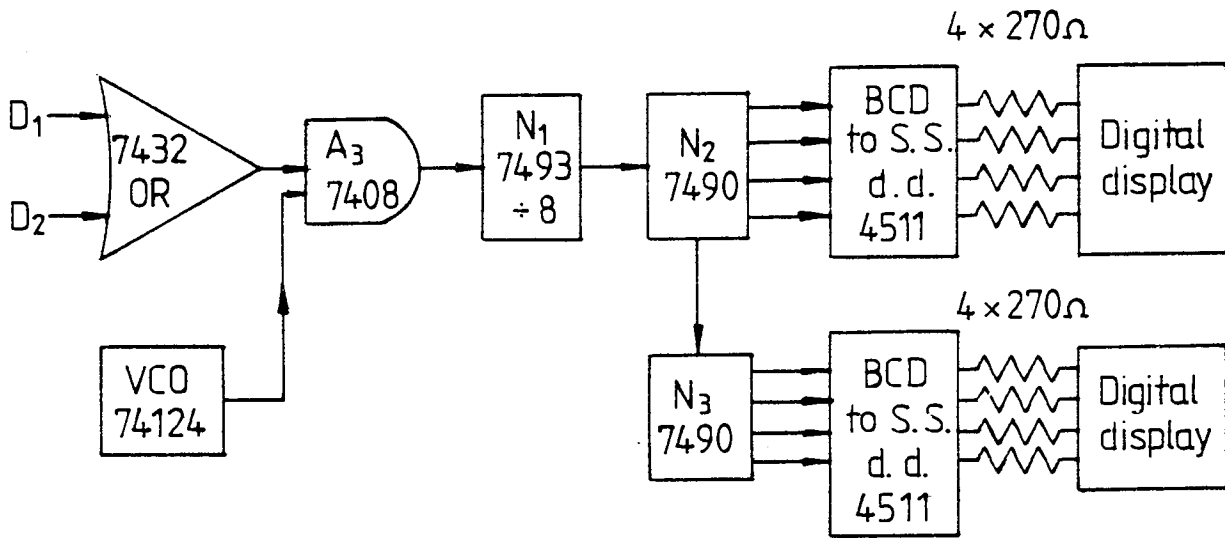 4 × 270Ω
D₁
D₂
7432
OR
A₃
7408
N₁
7493
÷ 8
N₂
7490
BCD
to S.S.
d.d.
4511
Digital
display
VCO
74124
4 × 270Ω
N₃
7490
BCD
to S.S.
d.d.
4511
Digital
display